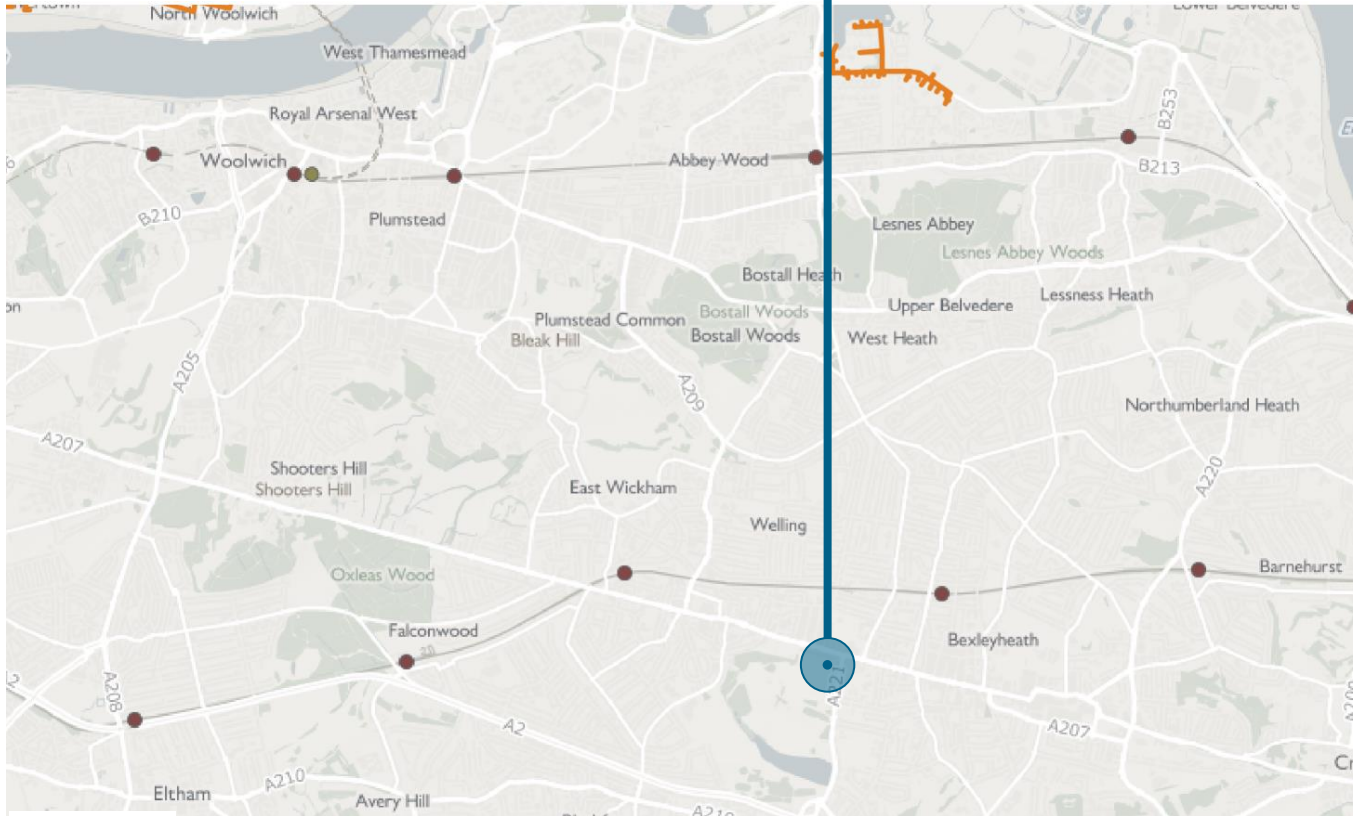 North Woolwich
Lower Belvedere
West Thamesmead
B253
Royal Arsenal West
Woolwich
Abbey Wood
B213
B210
Plumstead
Lesnes Abbey
Lesnes Abbey Woods
Bostall Heath
Upper Belvedere
Lessness Heath
on
Plumstead Common
Bostall Woods
Bleak Hill
Bostall Woods
West Heath
A205
A209
Northumberland Heath
A207
Shooters Hill
Shooters Hill
East Wickham
A220
Welling
Oxleas Wood
Barnehurst
Falconwood
Bexleyheath
A208
A221
A2
A207
A210
Eltham
Avery Hill